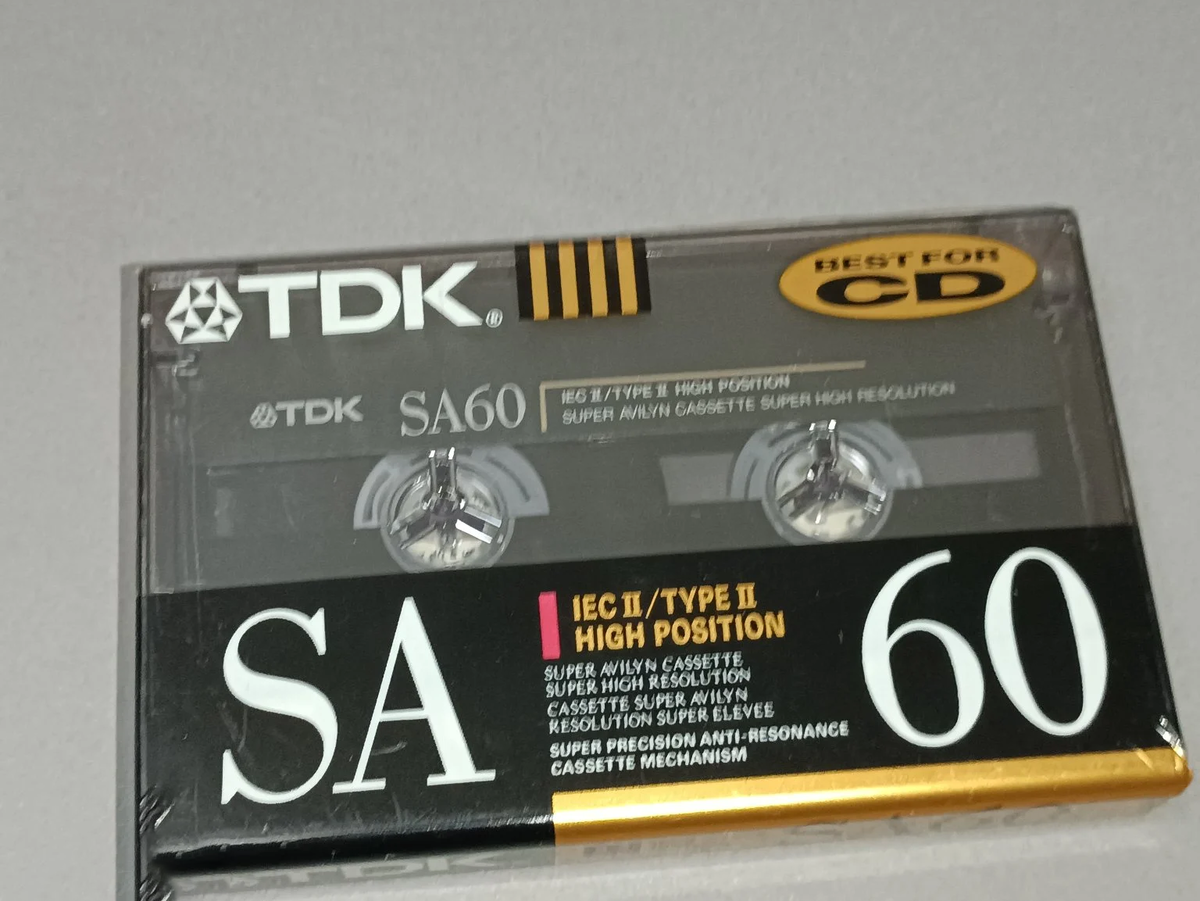 TDK®
BEST FOR
CD
TDK SA60
IEC II/TYPE II HIGH POSITION
SUPER AVILYN CASSETTE SUPER HIGH RESOLUTION
SA
IEC II/TYPE II
HIGH POSITION
SUPER AVILYN CASSETTE
SUPER HIGH RESOLUTION
CASSETTE SUPER AVILYN
RESOLUTION SUPER ELEVEE
SUPER PRECISION ANTI-RESONANCE
CASSETTE MECHANISM
60